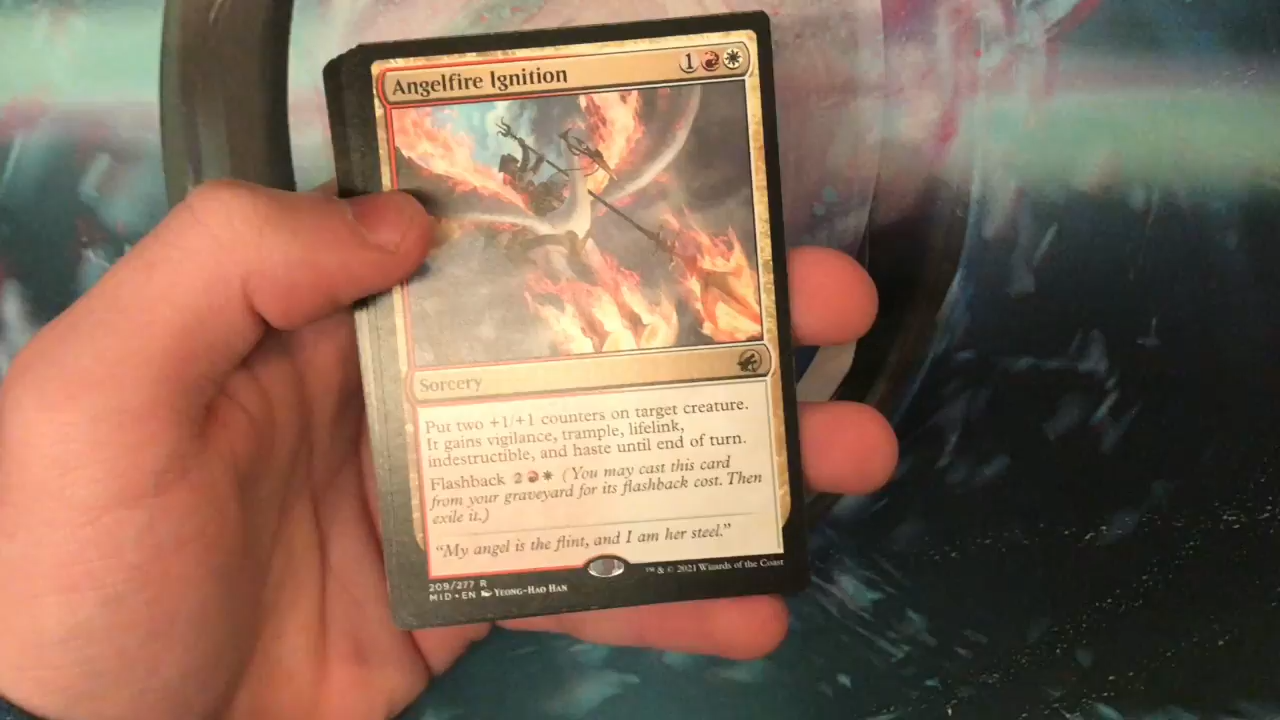 Angelfire Ignition 1
Sorcery
Put two +1/+1 counters on target creature.
It gains vigilance, trample, lifelink,
indestructible, and haste until end of turn.
Flashback 2 (You may cast this card
from your graveyard for its flashback cost. Then
exile it.)
"My angel is the flint, and I am her steel."
209/277 R
MID • EN Yeong-Hao Han
™ & © 2021 Wizards of the Coast